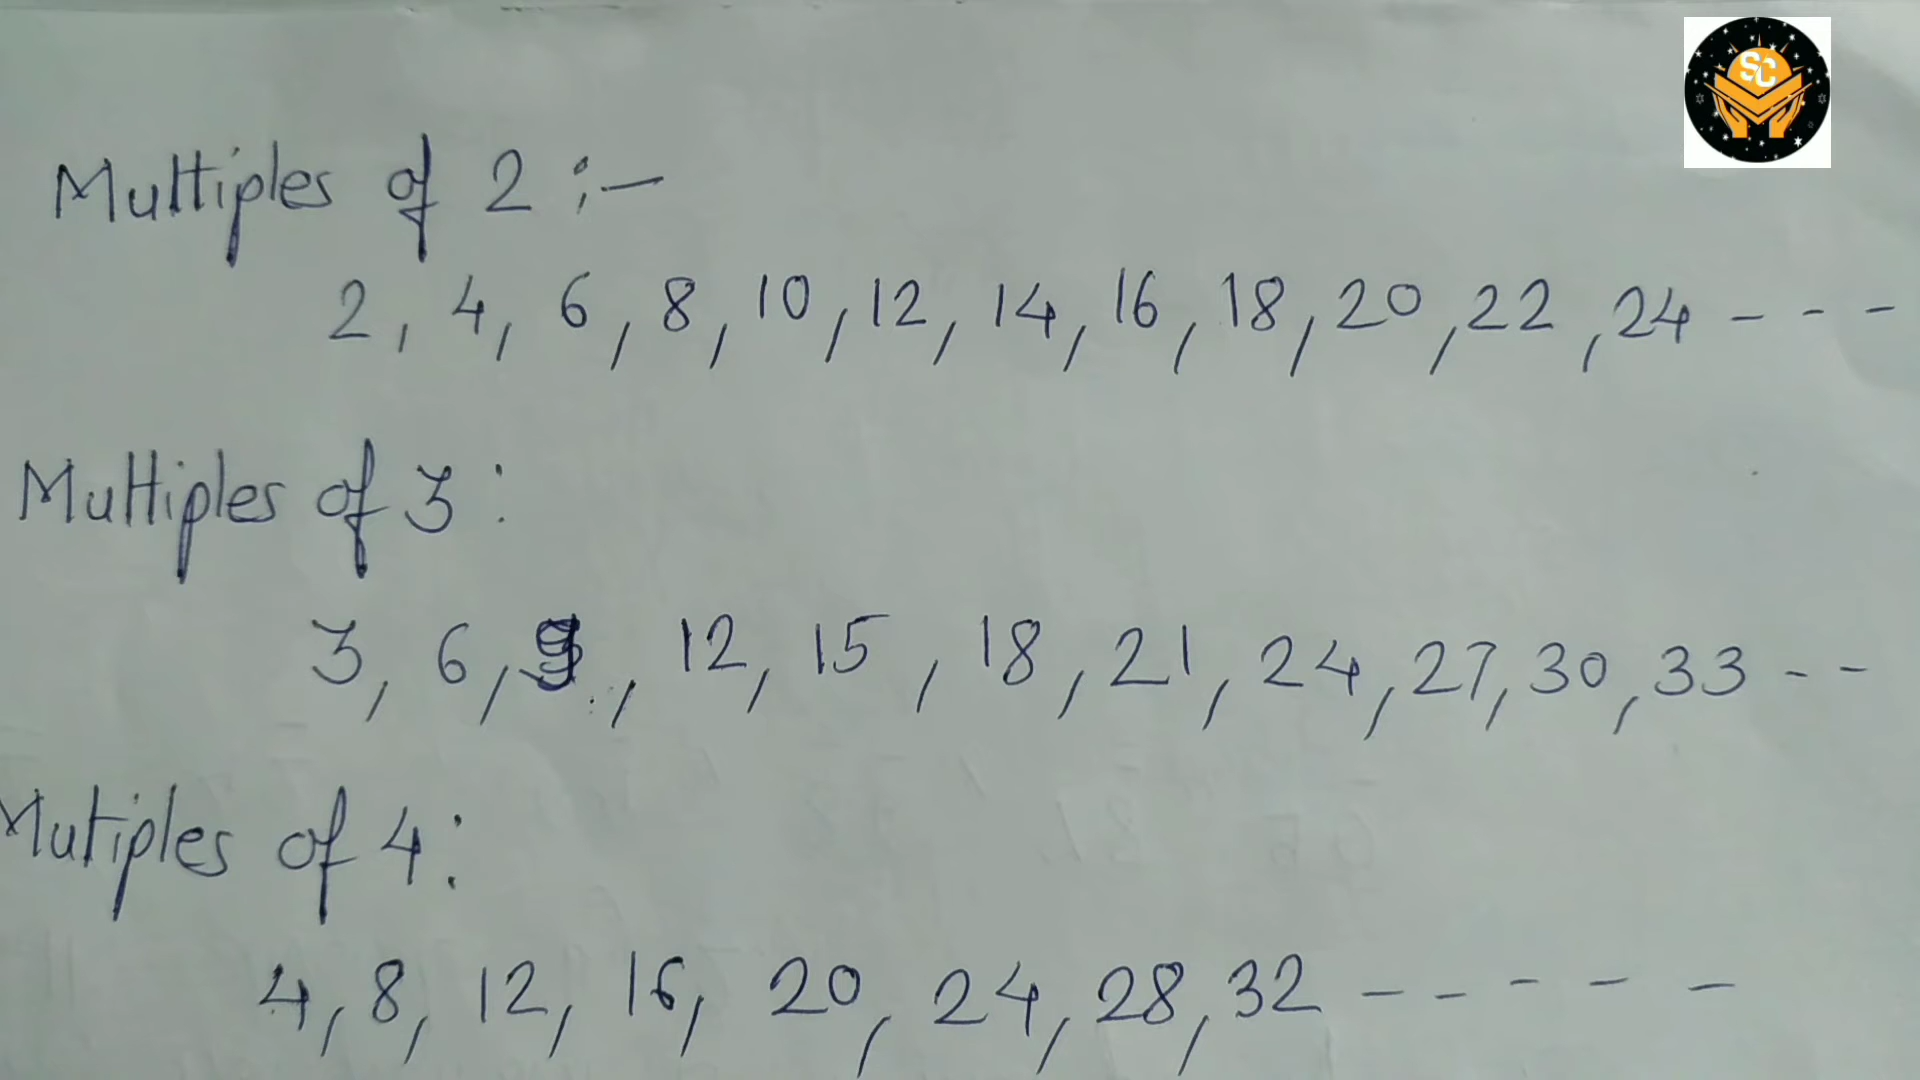 SC
Multiples of 2 :-
2, 4, 6, 8, 10, 12, 14, 16, 18, 20, 22, 24 - - -
Multiples of 3 :
3, 6, 9, 12, 15, 18, 21, 24, 27, 30, 33 - -
Mutiples of 4 :
4, 8, 12, 16, 20, 24, 28, 32 - - - - -